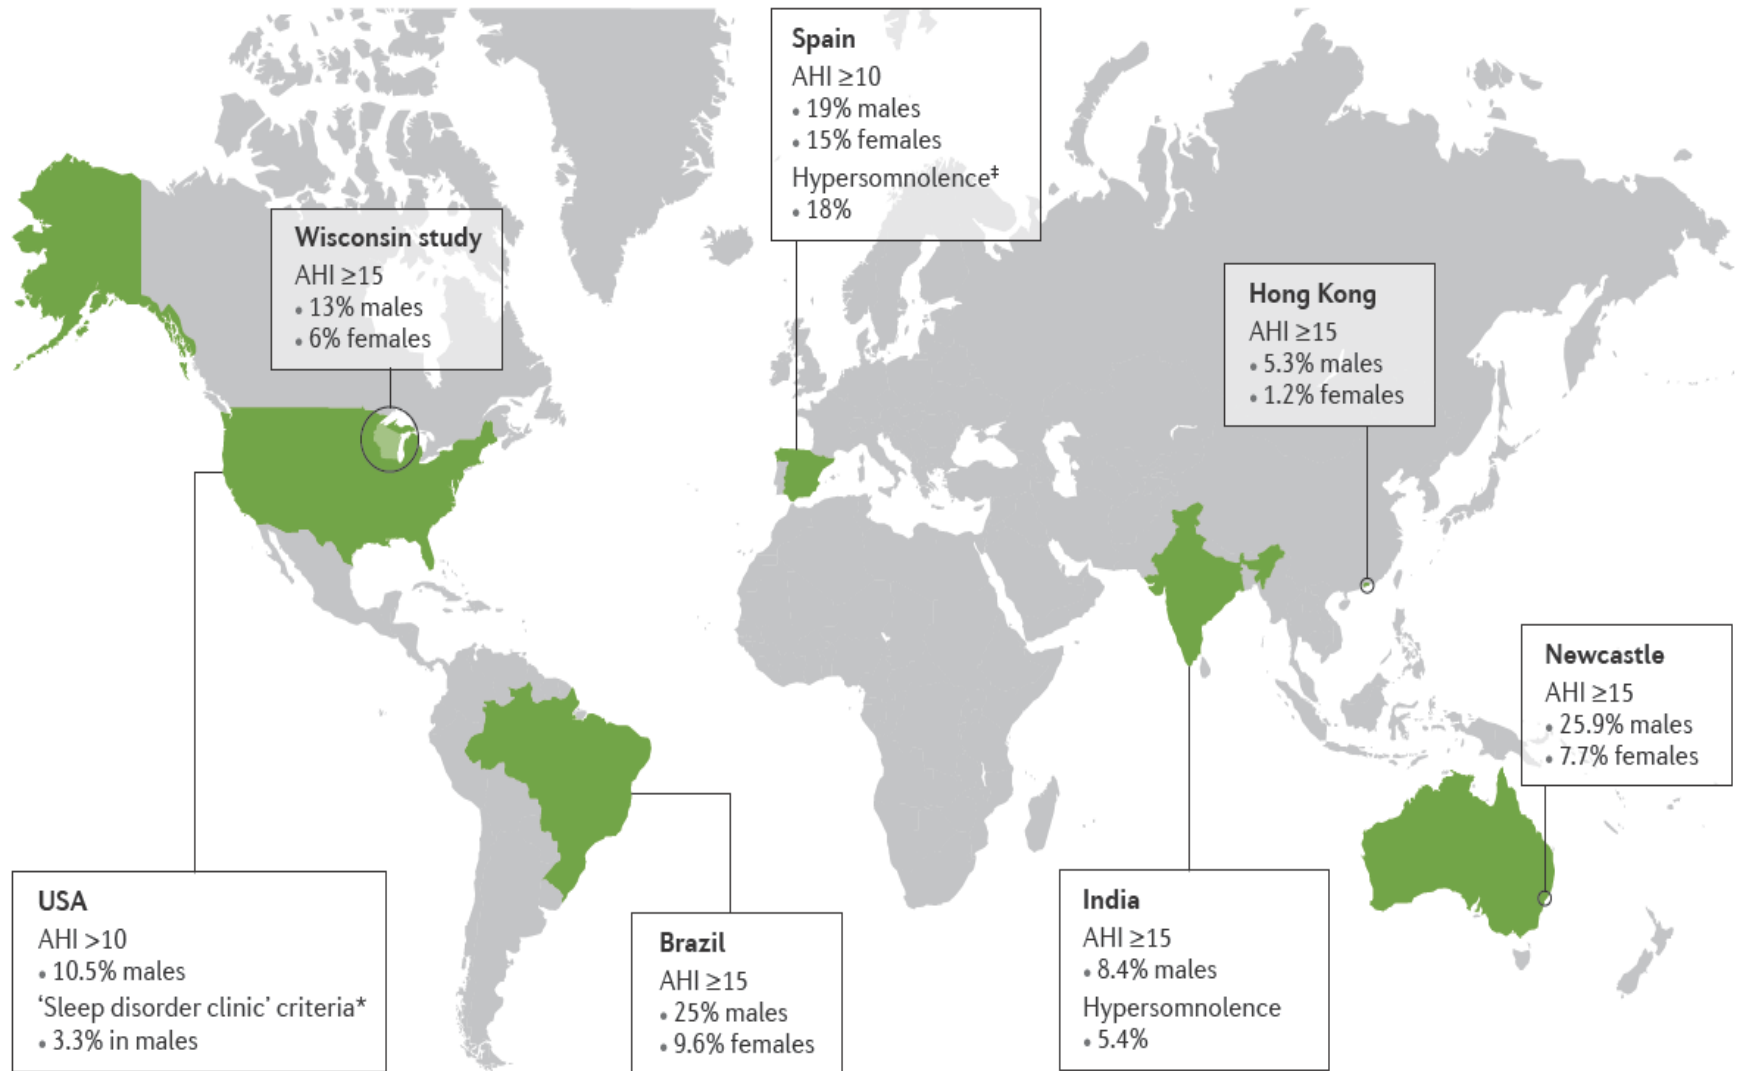 Spain
AHI ≥10
• 19% males
• 15% females
Hypersomnolence‡
• 18%
Wisconsin study
AHI ≥15
• 13% males
• 6% females
Hong Kong
AHI ≥15
• 5.3% males
• 1.2% females
Newcastle
AHI ≥15
• 25.9% males
• 7.7% females
USA
AHI >10
• 10.5% males
‘Sleep disorder clinic’ criteria*
• 3.3% in males
Brazil
AHI ≥15
• 25% males
• 9.6% females
India
AHI ≥15
• 8.4% males
Hypersomnolence
• 5.4%